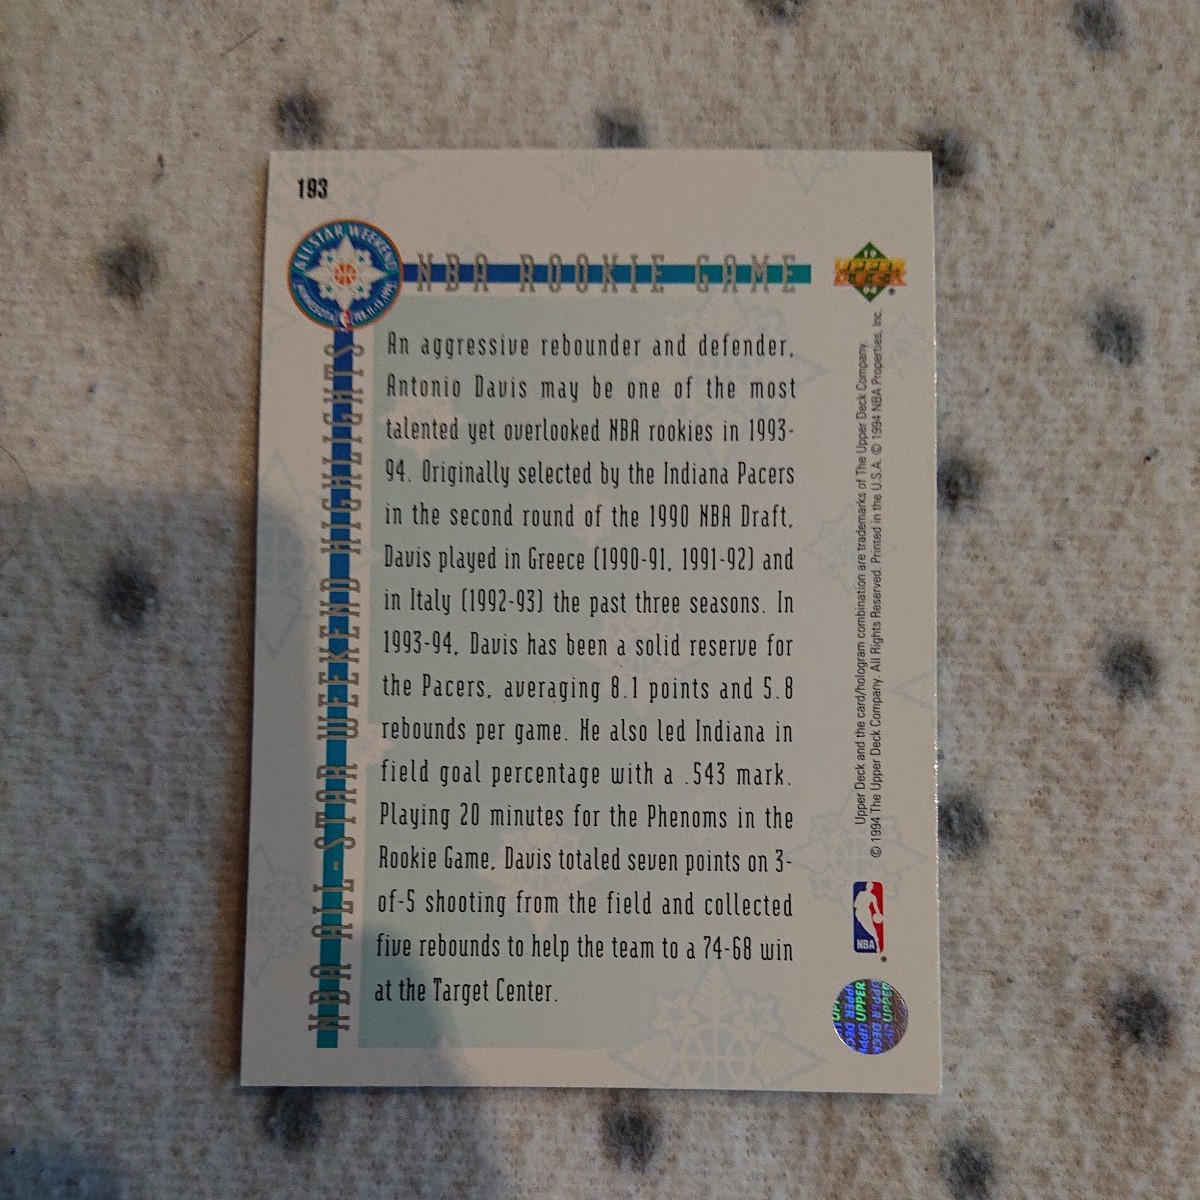 193
ALL-STAR WEEKEND
MINNESOTA
NBA ROOKIE GAME
19
UPPER
DECK
94
NBA ALL-STAR WEEKEND HIGHLIGHTS
An aggressive rebounder and defender,
Antonio Davis may be one of the most
talented yet overlooked NBA rookies in 1993-
94. Originally selected by the Indiana Pacers
in the second round of the 1990 NBA Draft,
Davis played in Greece (1990-91, 1991-92) and
in Italy (1992-93) the past three seasons. In
1993-94, Davis has been a solid reserve for
the Pacers, averaging 8.1 points and 5.8
rebounds per game. He also led Indiana in
field goal percentage with a .543 mark.
Playing 20 minutes for the Phenoms in the
Rookie Game, Davis totaled seven points on 3-
of-5 shooting from the field and collected
five rebounds to help the team to a 74-68 win
at the Target Center.
Upper Deck and the card/hologram combination are trademarks of The Upper Deck Company.
© 1994 The Upper Deck Company. All Rights Reserved. Printed in the U.S.A. © 1994 NBA Properties, Inc.
NBA
UPPER DECK